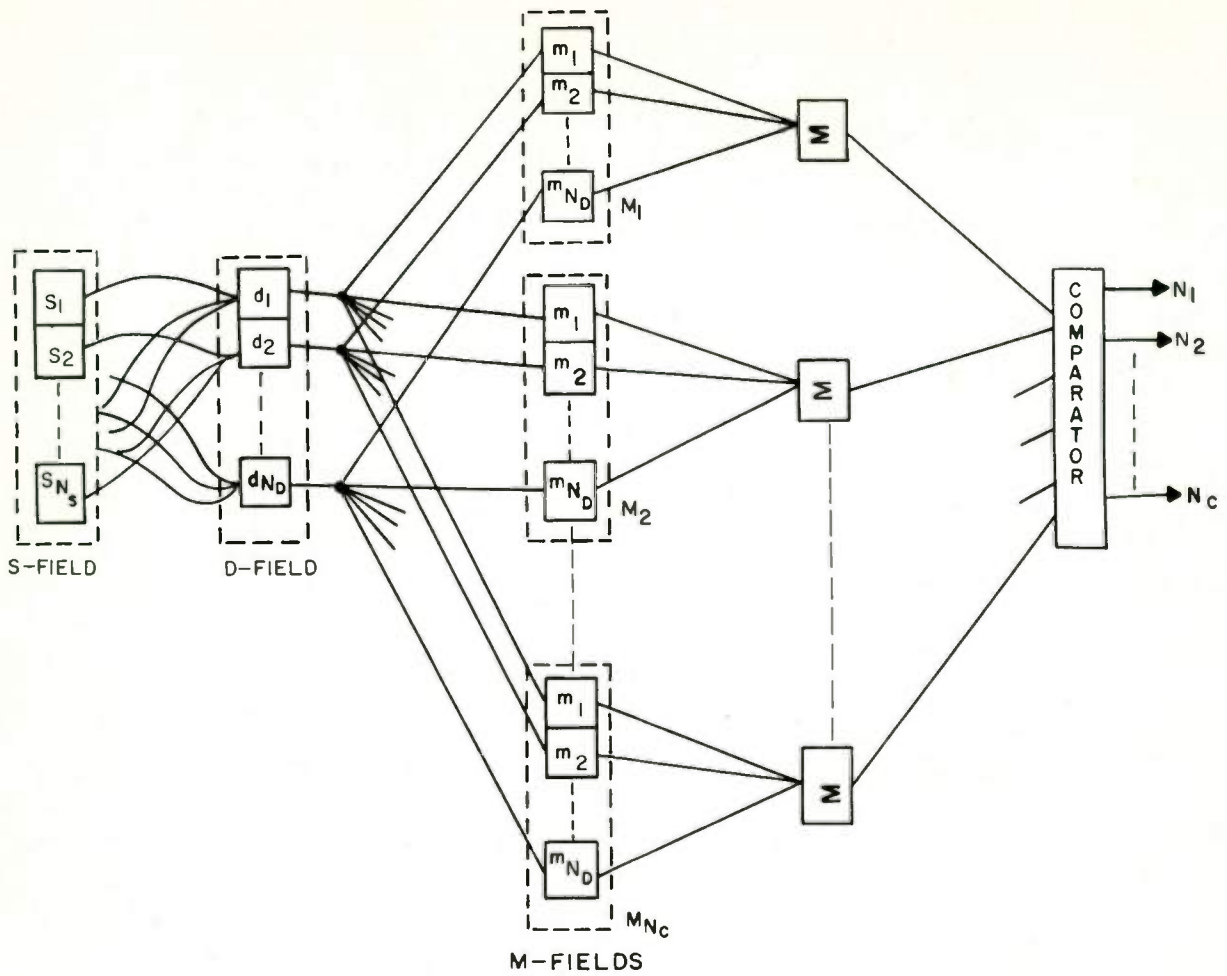 m1
m2
mND
M1
M
S1
S2
SNs
S-FIELD
d1
d2
dND
D-FIELD
m1
m2
mND
M2
M
COMPARATOR
N1
N2
Nc
m1
m2
mND
MNc
M
M-FIELDS